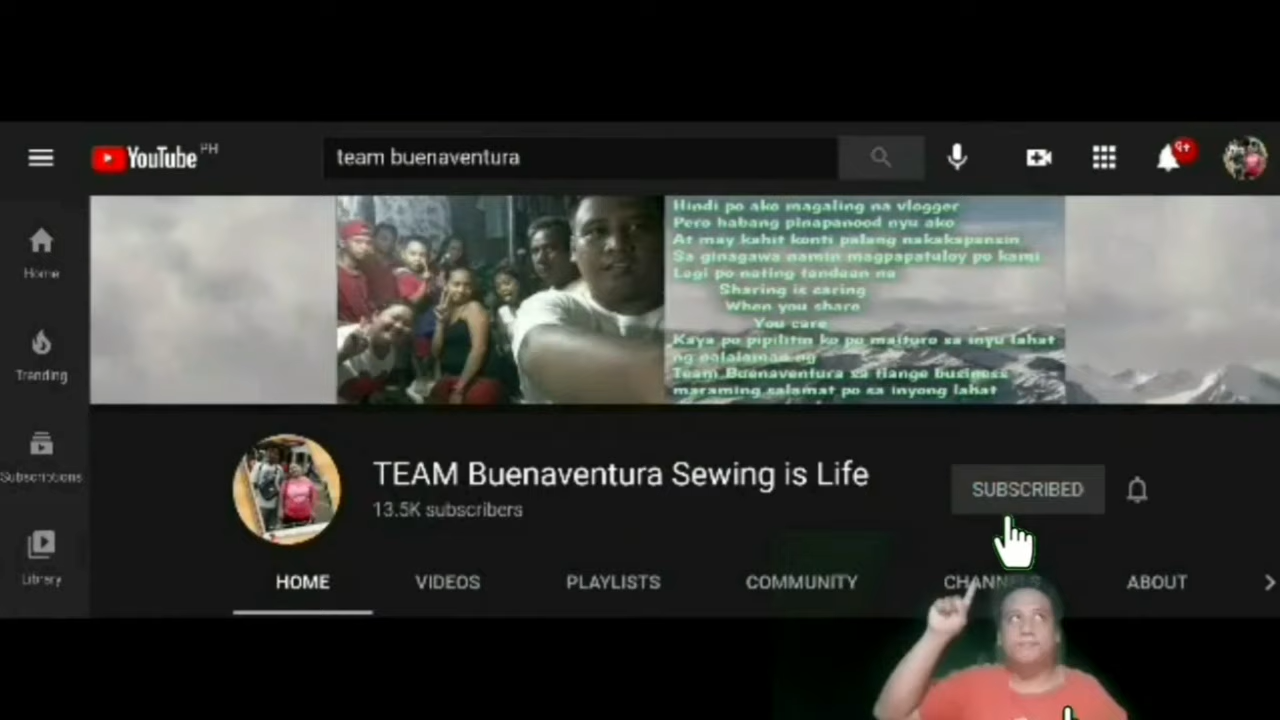 YouTube PH
team buenaventura
9+
Home
Trending
Subscriptions
Library
Hindi po ako magaling na vlogger
Pero habang pinapanood nyu ako
At may kahit konti palang nakakapansin
Sa ginagawa namin magpapatuloy po kami
Lagi po nating tandaan na
Sharing is caring
When you share
You care
Kaya po pipilitin ko po maituro sa inyu lahat
ng nalalaman ng
Team Buenaventura sa flange business
maraming salamat po sa inyong lahat
TEAM Buenaventura Sewing is Life
13.5K subscribers
SUBSCRIBED
HOME
VIDEOS
PLAYLISTS
COMMUNITY
CHANNELS
ABOUT